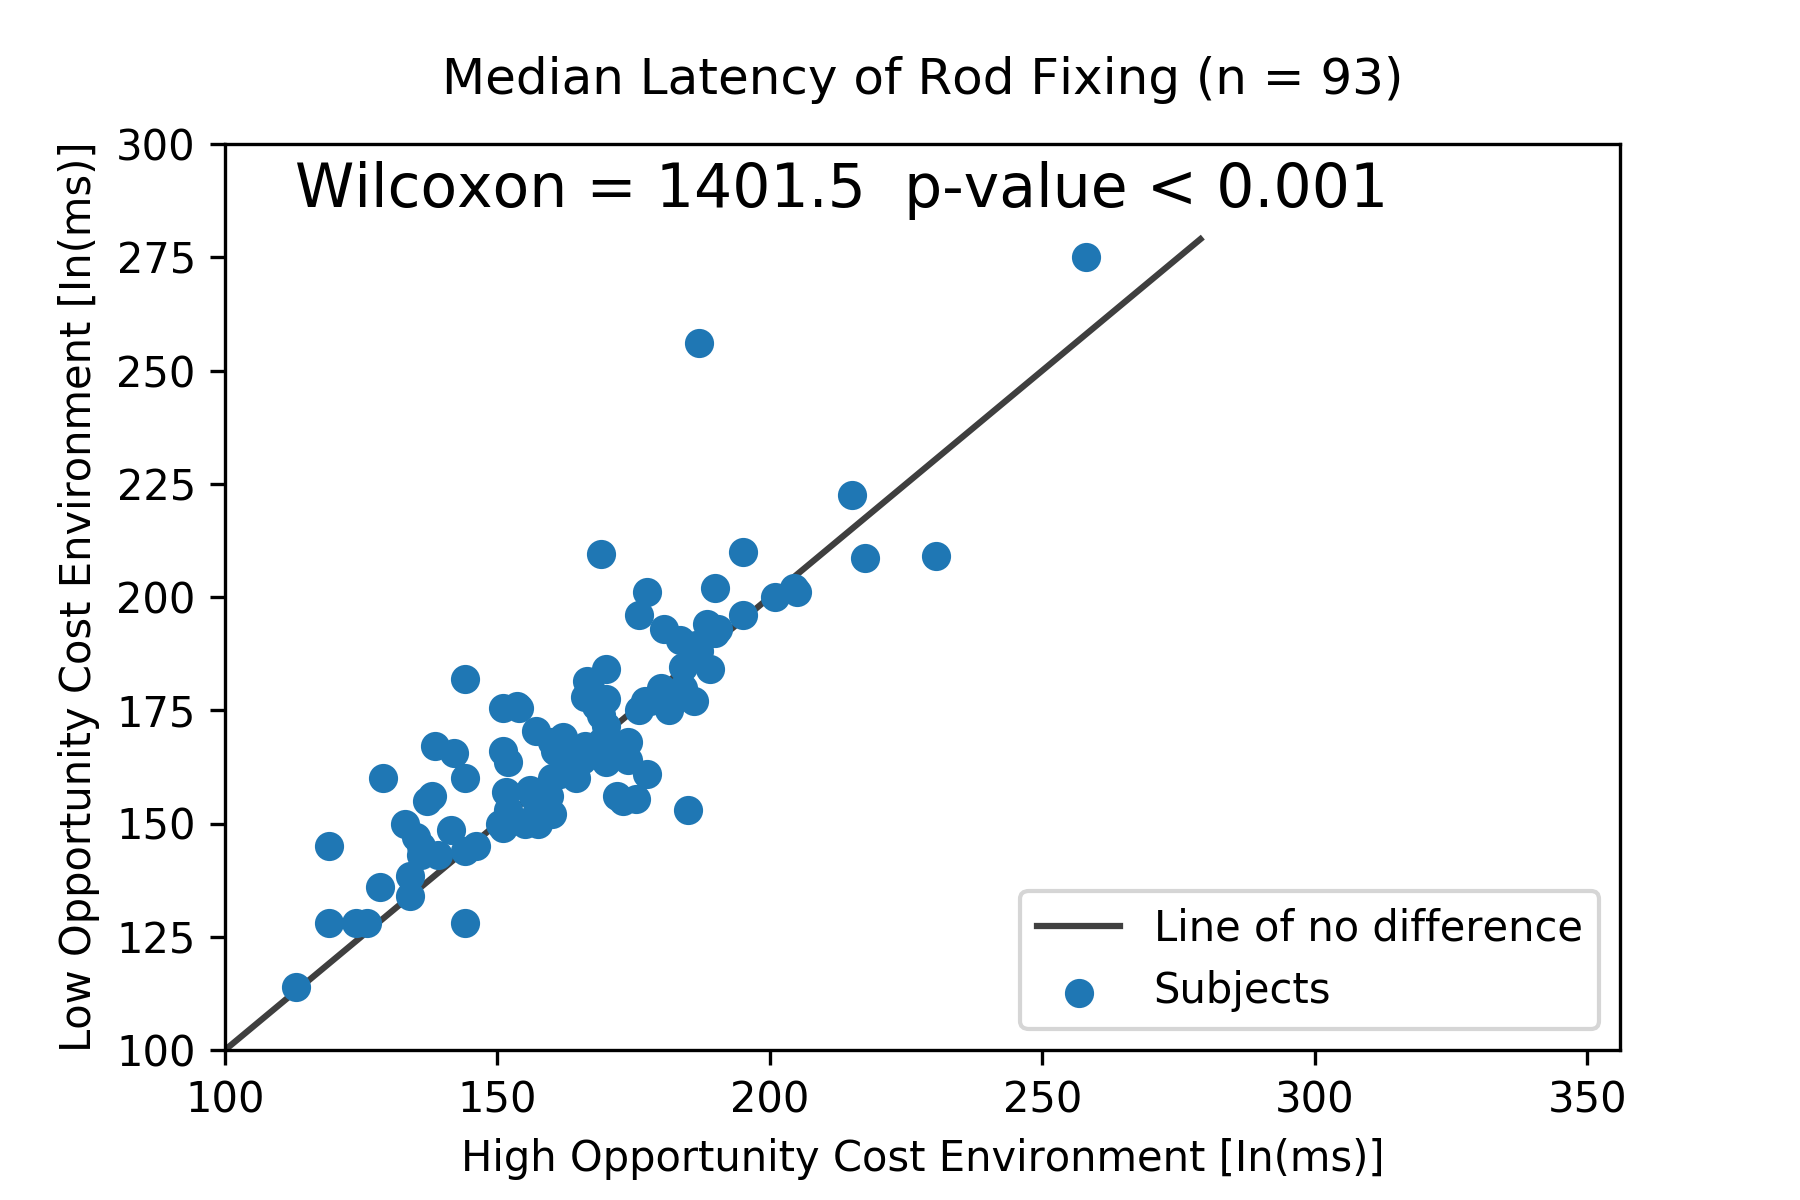 Median Latency of Rod Fixing (n = 93)
Wilcoxon = 1401.5  p-value < 0.001
Low Opportunity Cost Environment [ln(ms)]
300
275
250
225
200
175
150
125
100
Line of no difference
Subjects
100 150 200 250 300 350
High Opportunity Cost Environment [ln(ms)]